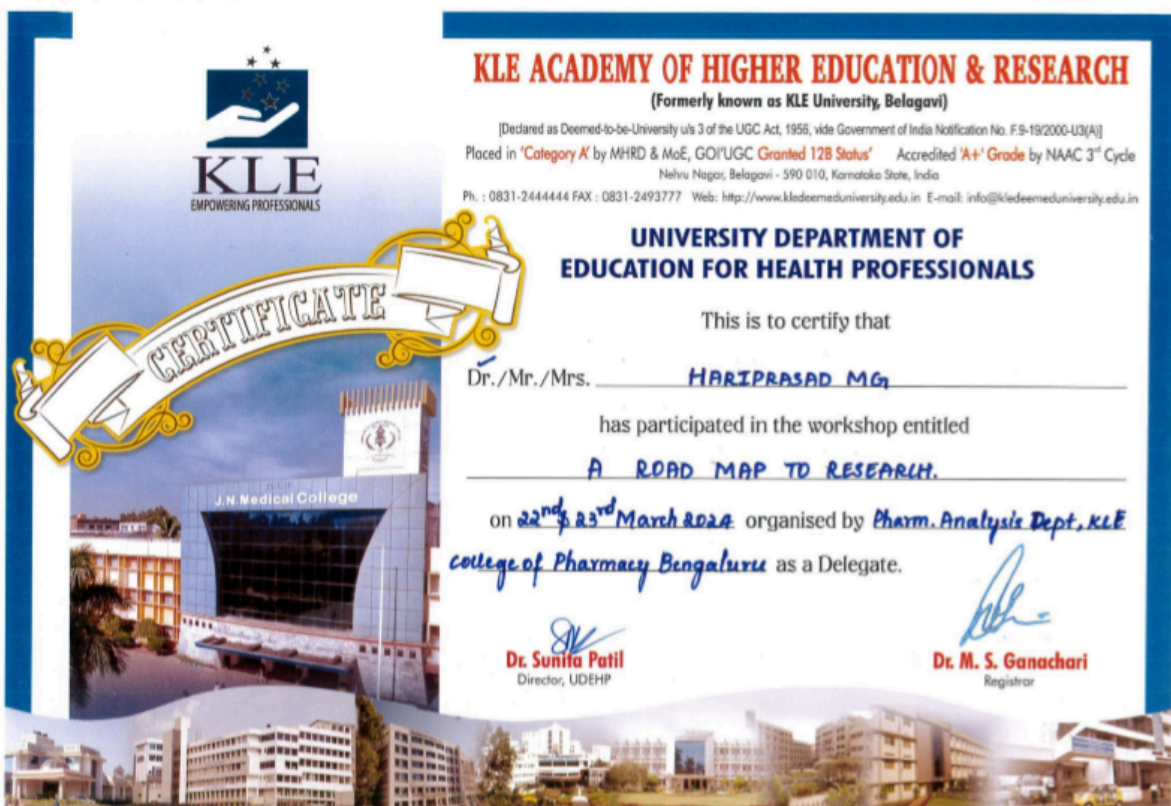 KLE
EMPOWERING PROFESSIONALS
KLE ACADEMY OF HIGHER EDUCATION & RESEARCH
(Formerly known as KLE University, Belagavi)
[Declared as Deemed-to-be-University u/s 3 of the UGC Act, 1956, vide Government of India Notification No. F.9-19/2000-U3(A)]
Placed in 'Category A' by MHRD & MoE, GOI'UGC Granted 12B Status' Accredited 'A+' Grade by NAAC 3rd Cycle
Nehru Nagar, Belagavi - 590 010, Karnataka State, India
Ph. : 0831-2444444 FAX : 0831-2493777 Web: http://www.kledeemeduniversity.edu.in E-mail: info@kledeemeduniversity.edu.in
CERTIFICATE
UNIVERSITY DEPARTMENT OF
EDUCATION FOR HEALTH PROFESSIONALS
This is to certify that
Dr./Mr./Mrs. HARIPRASAD MG
has participated in the workshop entitled
A ROAD MAP TO RESEARCH.
on 22nd & 23rd March 2024 organised by Pharm. Analysis Dept, KLE
college of Pharmacy Bengaluru as a Delegate.
J.N. Medical College
Dr. Sunita Patil
Director, UDEHP
Dr. M. S. Ganachari
Registrar